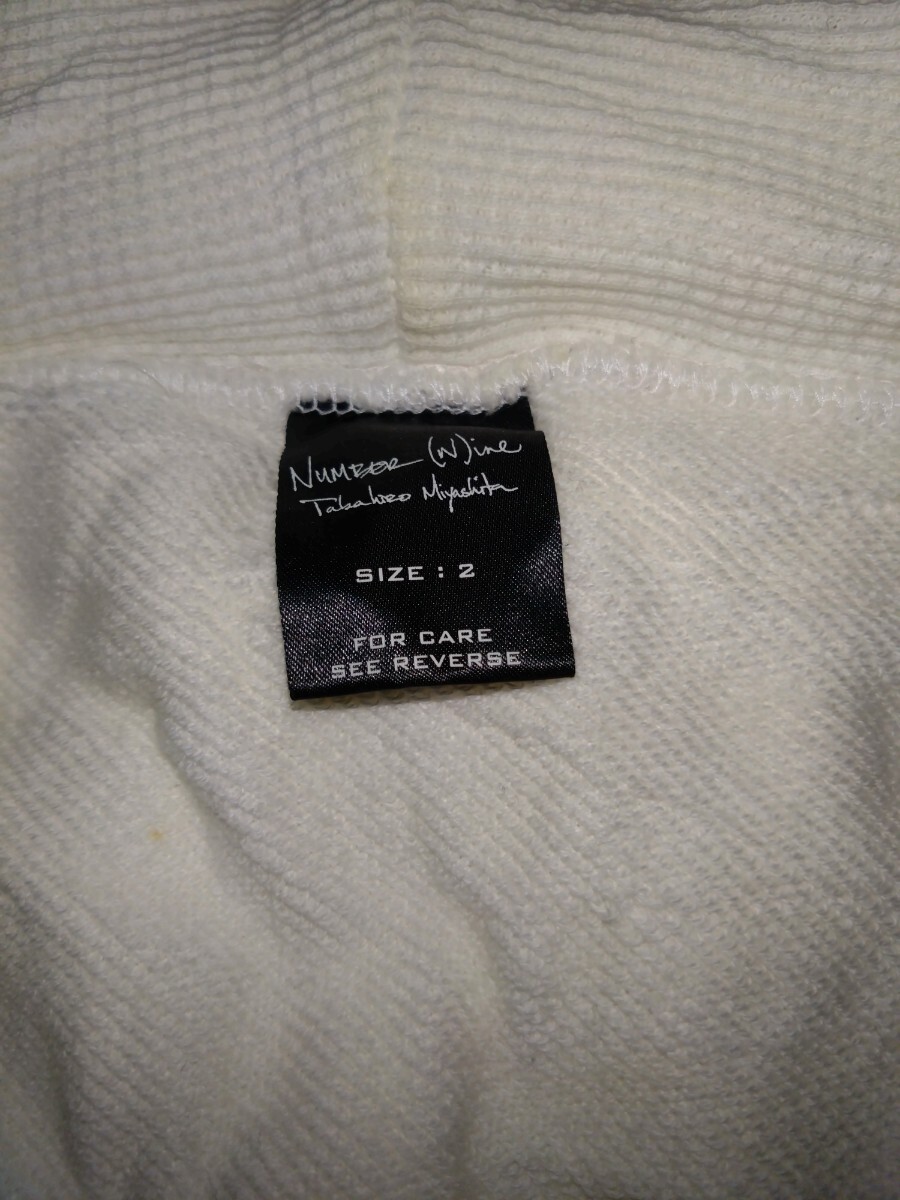 NUMBER (N)ine
Takahiro Miyashita
SIZE : 2
FOR CARE
SEE REVERSE